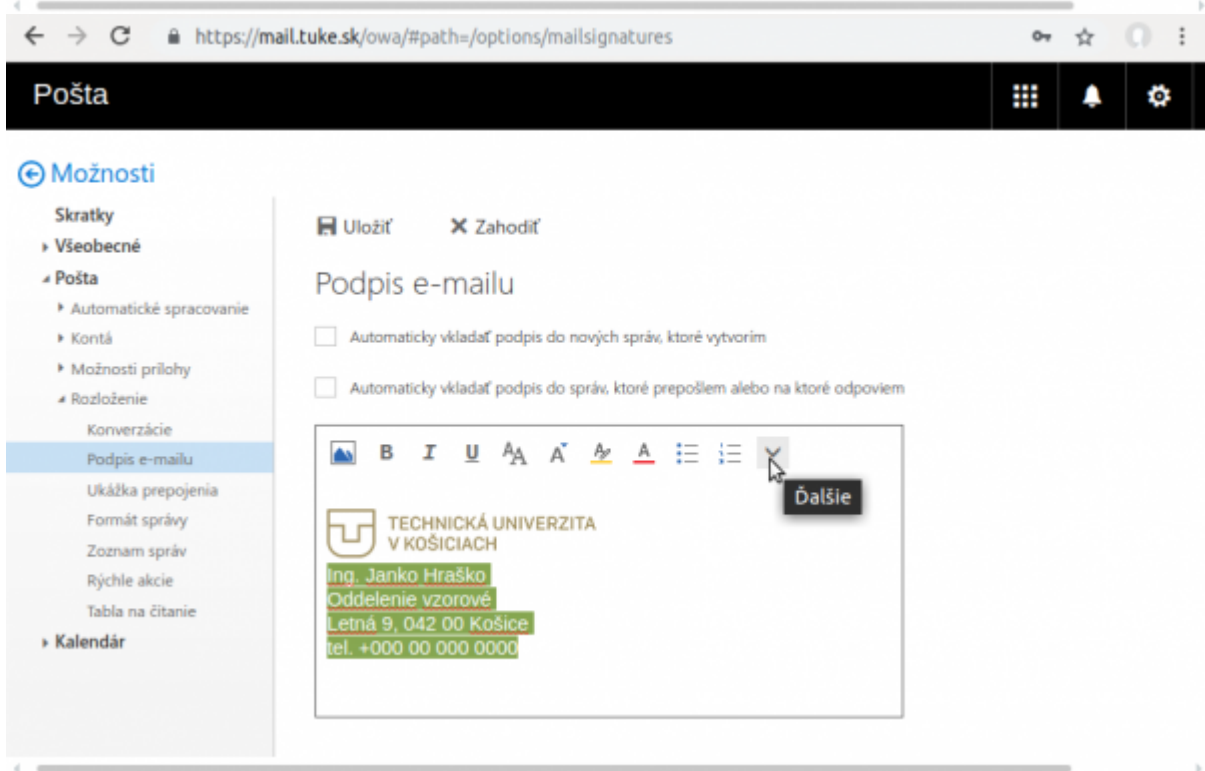 https://mail.tuke.sk/owa/#path=/options/mailsignatures
Pošta
Možnosti
Skratky
Všeobecné
Pošta
Automatické spracovanie
Kontá
Možnosti prílohy
Rozloženie
Konverzácie
Podpis e-mailu
Ukážka prepojenia
Formát správy
Zoznam správ
Rýchle akcie
Tabla na čítanie
Kalendár
Uložiť Zahodiť
Podpis e-mailu
Automaticky vkladať podpis do nových správ, ktoré vytvorím
Automaticky vkladať podpis do správ, ktoré prepošlem alebo na ktoré odpoviem
B I U
Ďalšie
TECHNICKÁ UNIVERZITA
V KOŠICIACH
Ing. Janko Hraško
Oddelenie vzorové
Letná 9, 042 00 Košice
tel. +000 00 000 0000